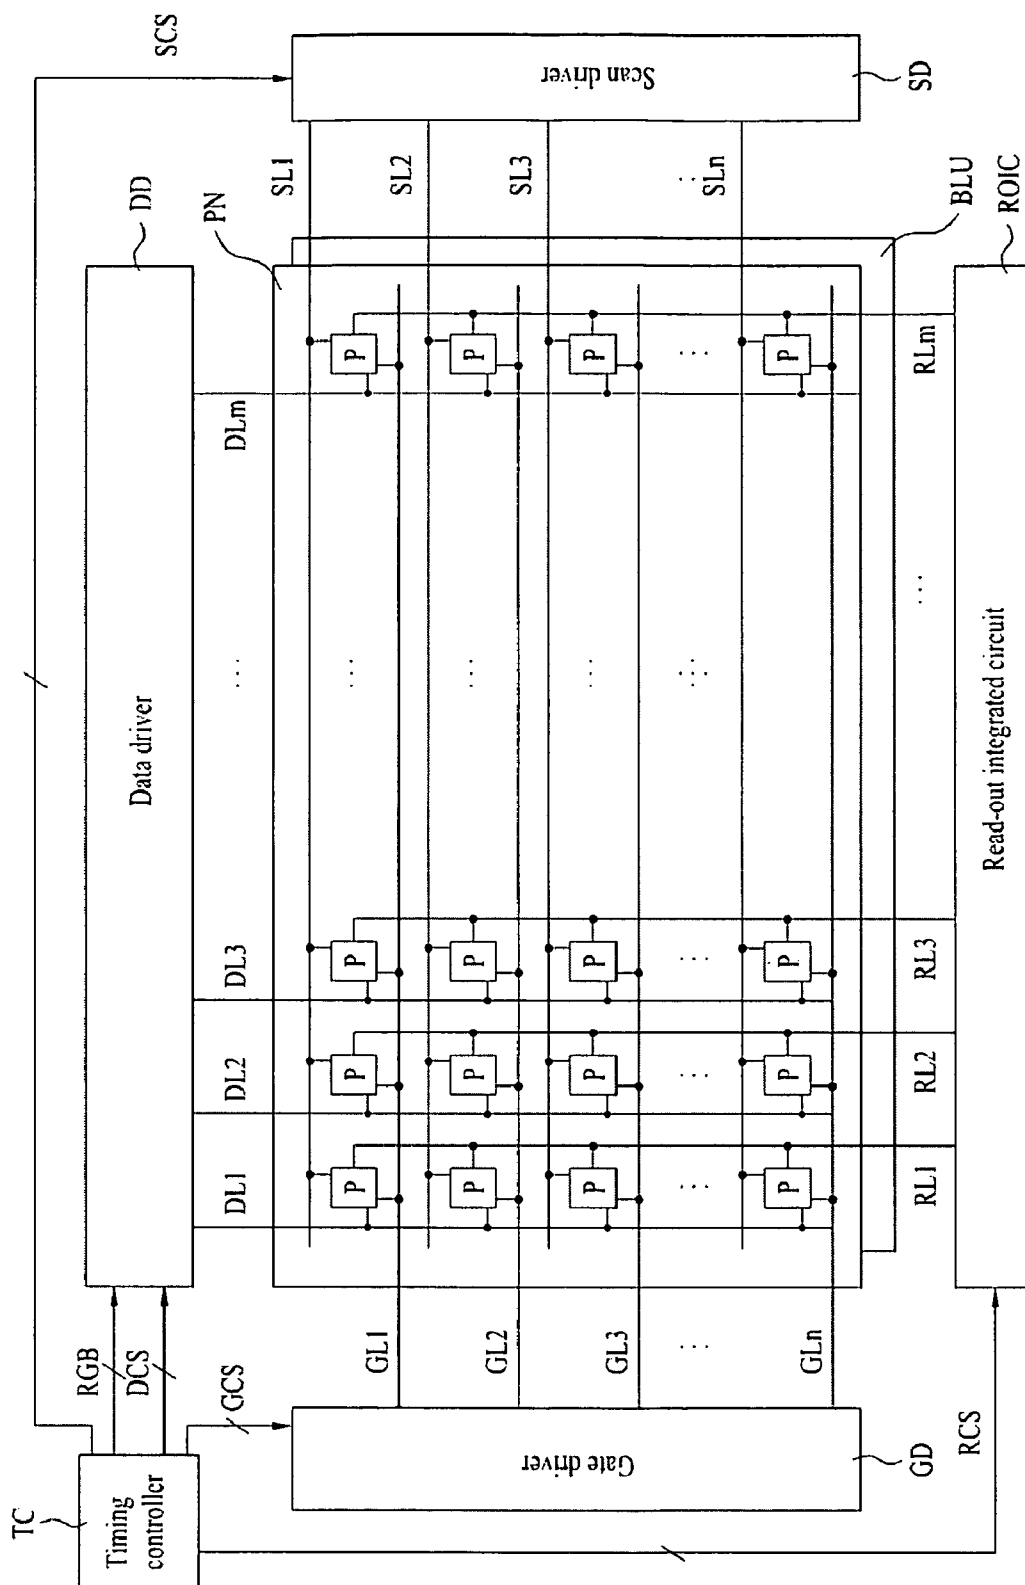 TC
Timing
controller
RGB
DCS
GCS
Data driver
DD
SCS
DL1
DL2
DL3
...
DLm
PN
GL1
GL2
GL3
...
GLn
Gate driver
GD
P P P ... P
P P P ... P
P P P ... P
... ... ... ...
P P P ... P
SL1
SL2
SL3
...
SLn
Scan driver
SD
BLU
RL1
RL2
RL3
...
RLm
RCS
Read-out integrated circuit
ROIC